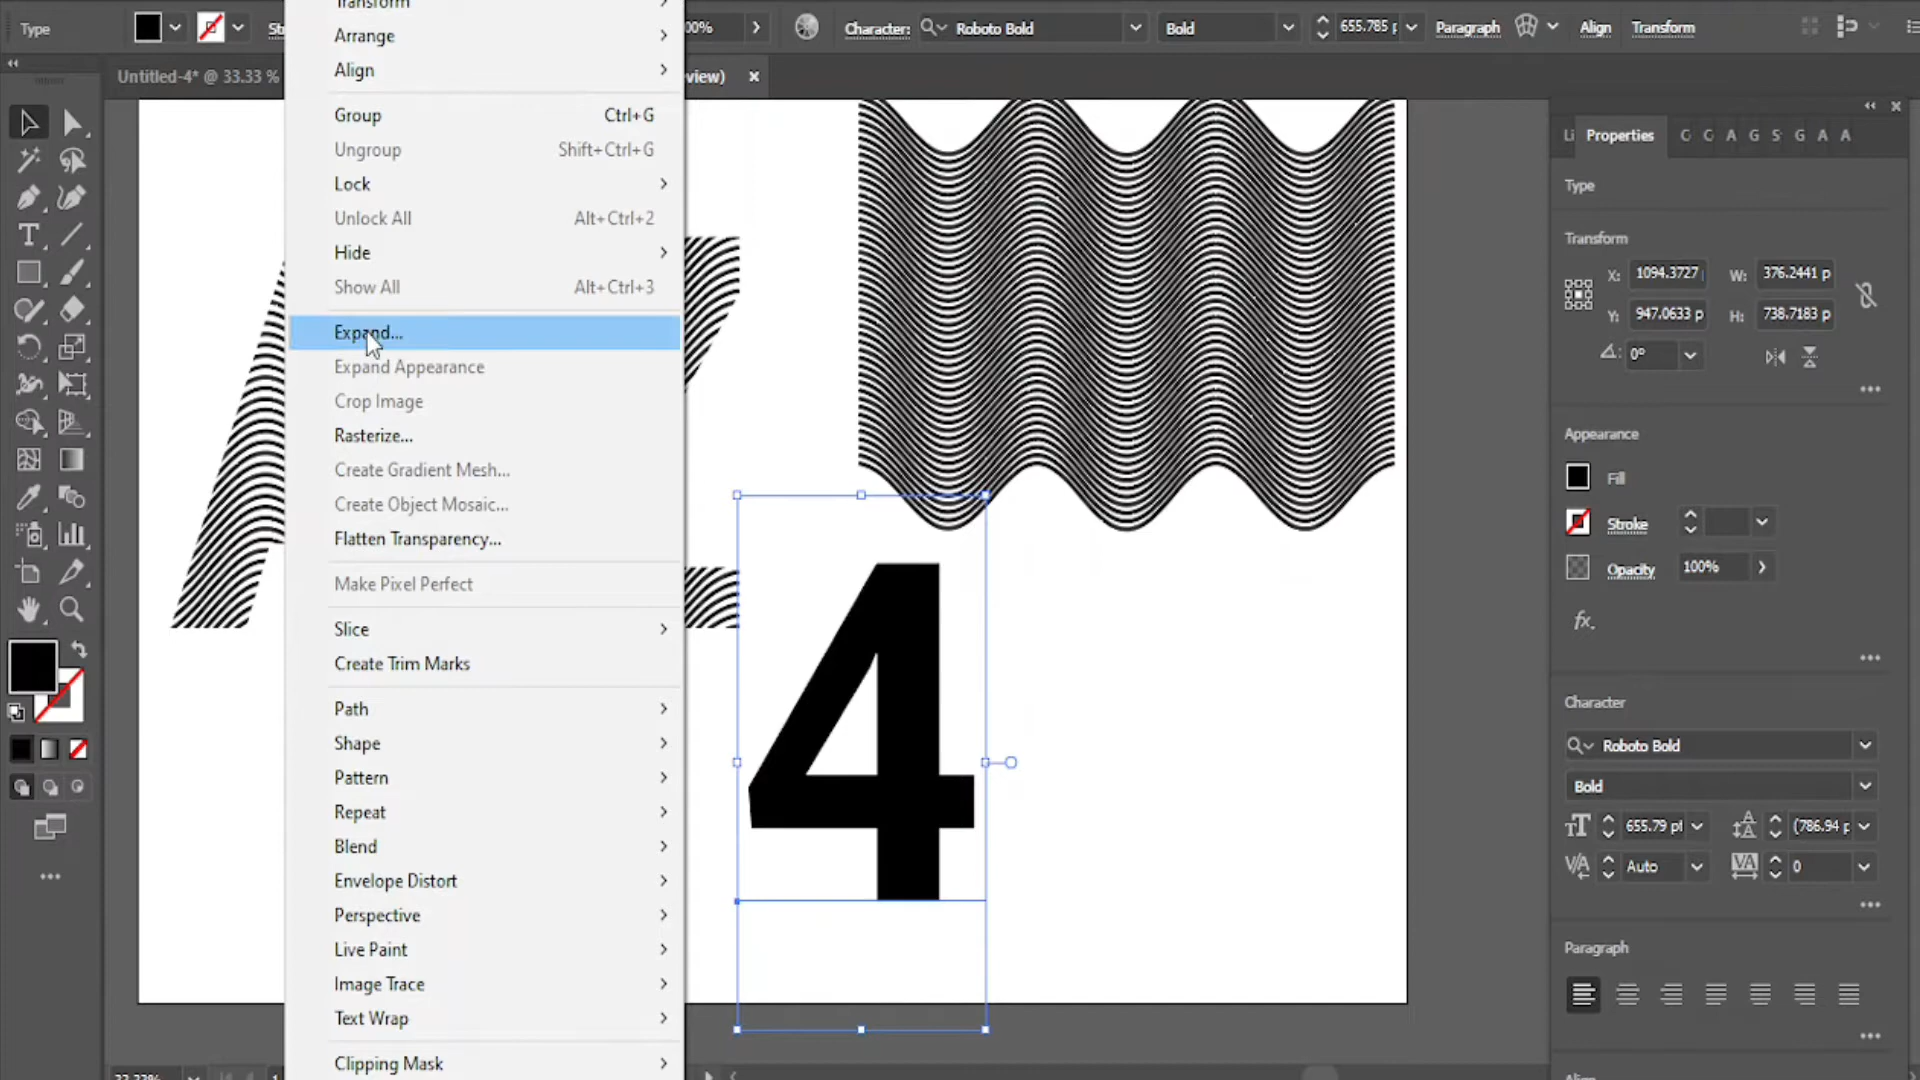 Type
St
00%
Character:
Roboto Bold
Bold
655.785 p
Paragraph
Align
Transform
Untitled-4* @ 33.33 %
view)
Transform
Arrange
Align
Group Ctrl+G
Ungroup Shift+Ctrl+G
Lock
Unlock All Alt+Ctrl+2
Hide
Show All Alt+Ctrl+3
Expand...
Expand Appearance
Crop Image
Rasterize...
Create Gradient Mesh...
Create Object Mosaic...
Flatten Transparency...
Make Pixel Perfect
Slice
Create Trim Marks
Path
Shape
Pattern
Repeat
Blend
Envelope Distort
Perspective
Live Paint
Image Trace
Text Wrap
Clipping Mask
4
Li Properties C C A G S G A A
Type
Transform
X: 1094.3727 W: 376.2441 p
Y: 947.0633 p H: 738.7183 p
0°
Appearance
Fill
Stroke
Opacity 100%
fx.
Character
Roboto Bold
Bold
655.79 pt (786.94 p
Auto 0
Paragraph
Align
33.33%